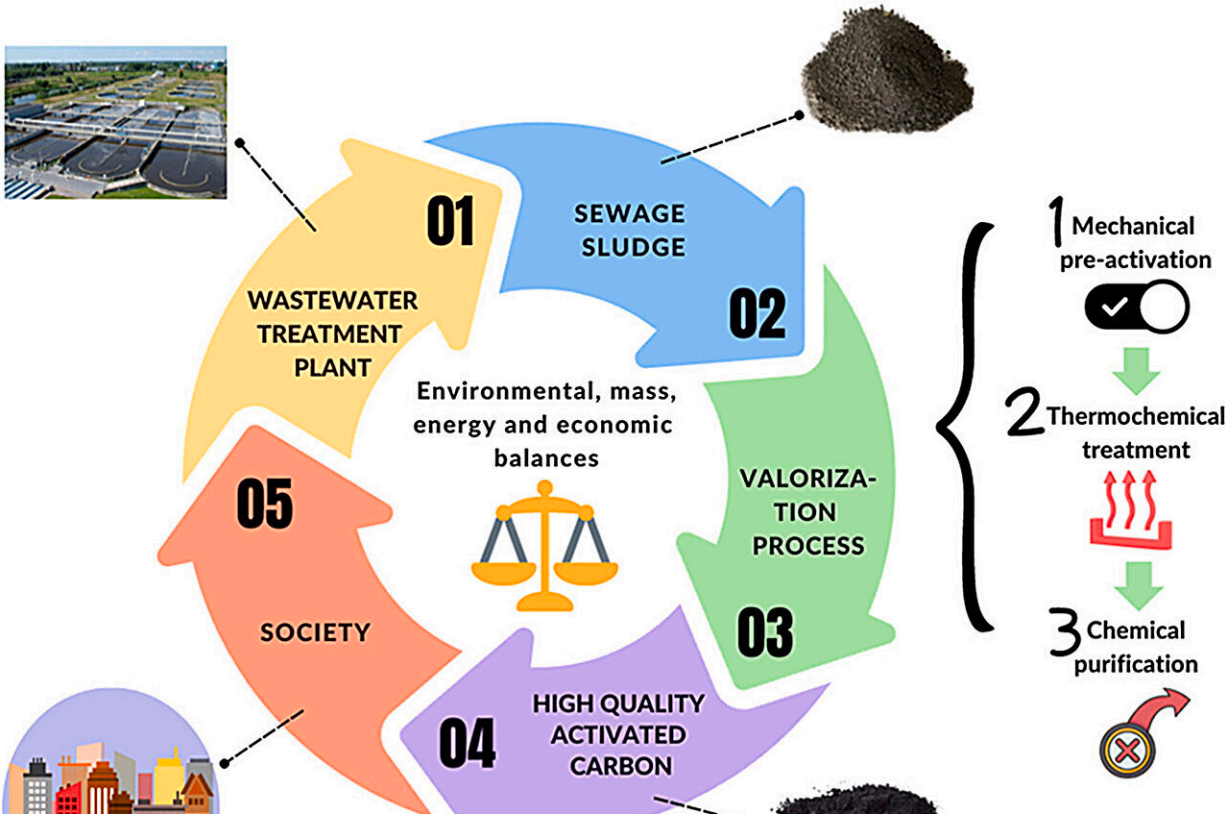 01
WASTEWATER
TREATMENT
PLANT
SEWAGE
SLUDGE
02
VALORIZA-
TION
PROCESS
03
HIGH QUALITY
ACTIVATED
CARBON
04
SOCIETY
05
Environmental, mass,
energy and economic
balances
1 Mechanical
pre-activation
2 Thermochemical
treatment
3 Chemical
purification